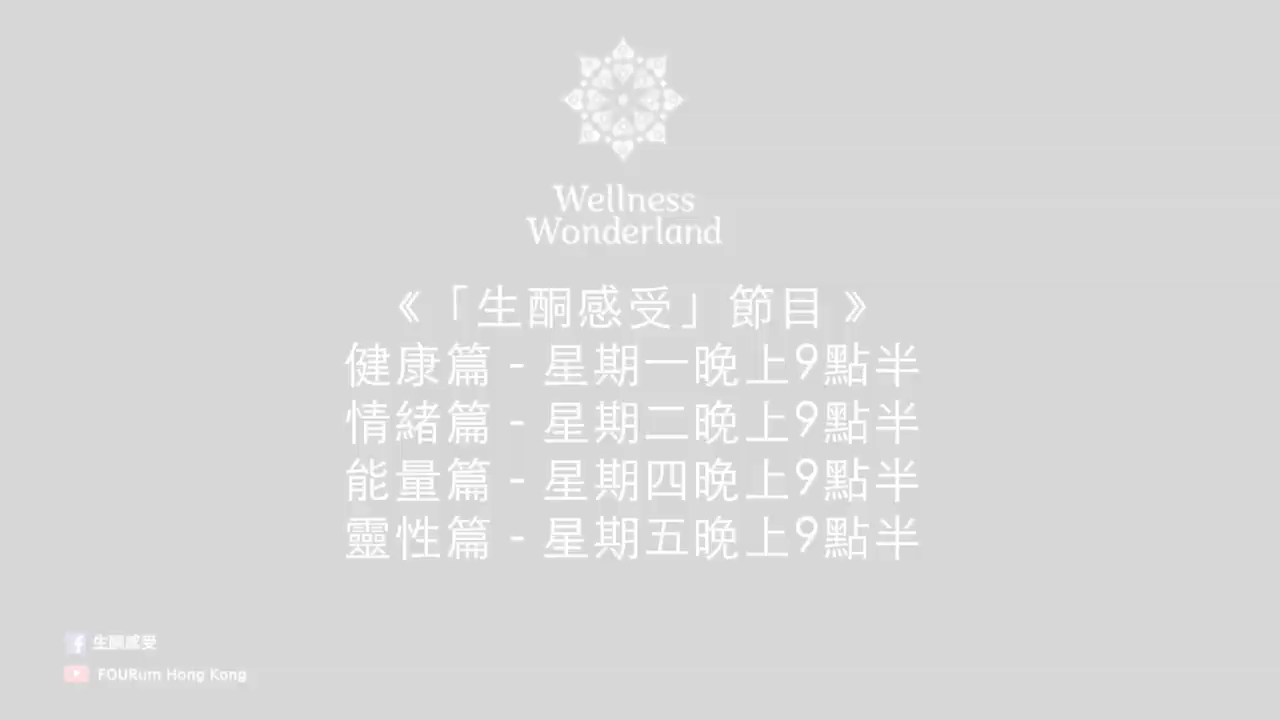 Wellness
Wonderland
《「生酮感受」節目 》
健康篇 - 星期一晚上9點半
情緒篇 - 星期二晚上9點半
能量篇 - 星期四晚上9點半
靈性篇 - 星期五晚上9點半
生酮感受
FOURum Hong Kong